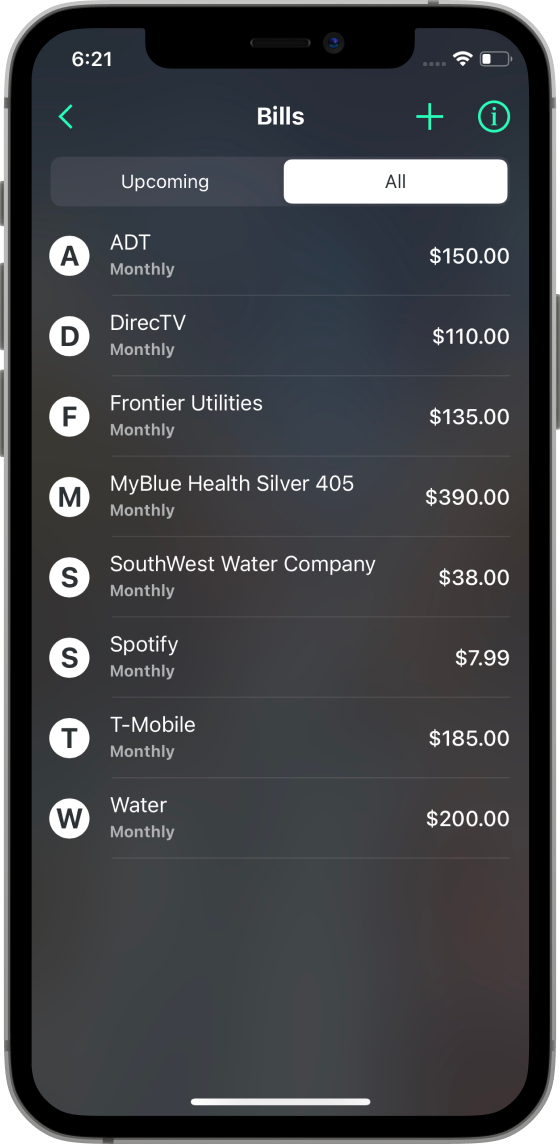 6:21
Bills
Upcoming
All
A
ADT
Monthly
$150.00
D
DirecTV
Monthly
$110.00
F
Frontier Utilities
Monthly
$135.00
M
MyBlue Health Silver 405
Monthly
$390.00
S
SouthWest Water Company
Monthly
$38.00
S
Spotify
Monthly
$7.99
T
T-Mobile
Monthly
$185.00
W
Water
Monthly
$200.00